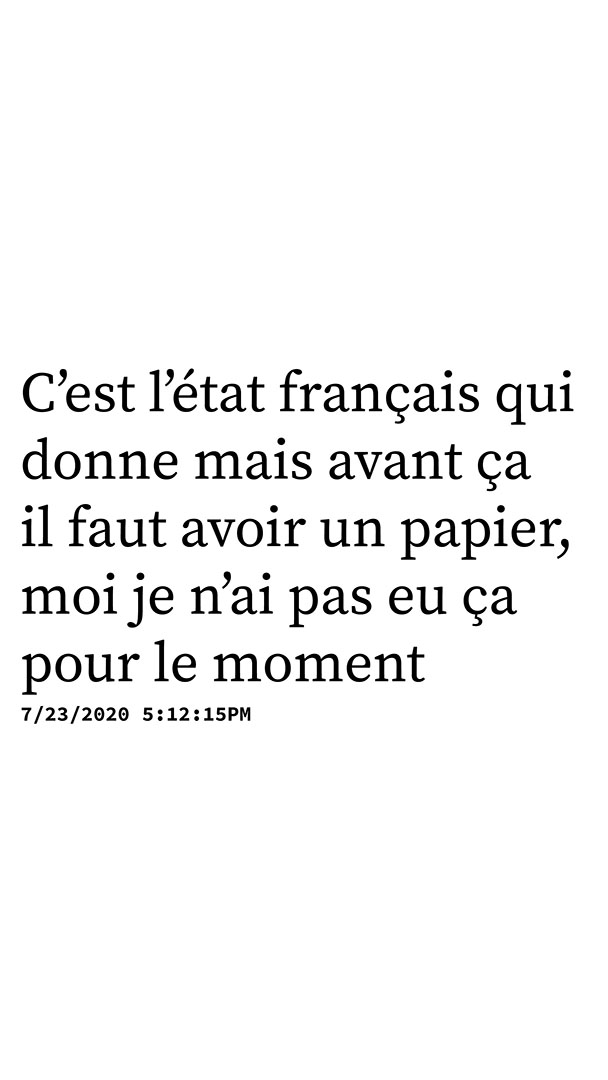 C’est l’état français qui
donne mais avant ça
il faut avoir un papier,
moi je n’ai pas eu ça
pour le moment
7/23/2020 5:12:15PM